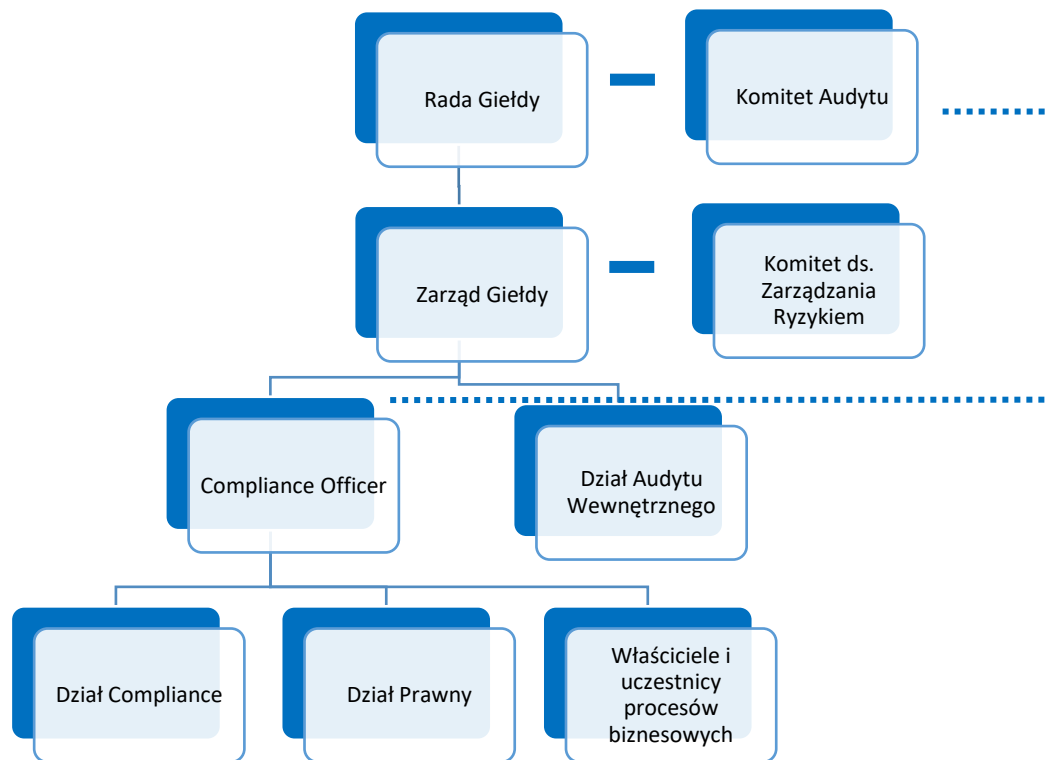 Rada Giełdy
Komitet Audytu
Zarząd Giełdy
Komitet ds.
Zarządzania
Ryzykiem
Compliance Officer
Dział Audytu
Wewnętrznego
Dział Compliance
Dział Prawny
Właściciele i
uczestnicy
procesów
biznesowych